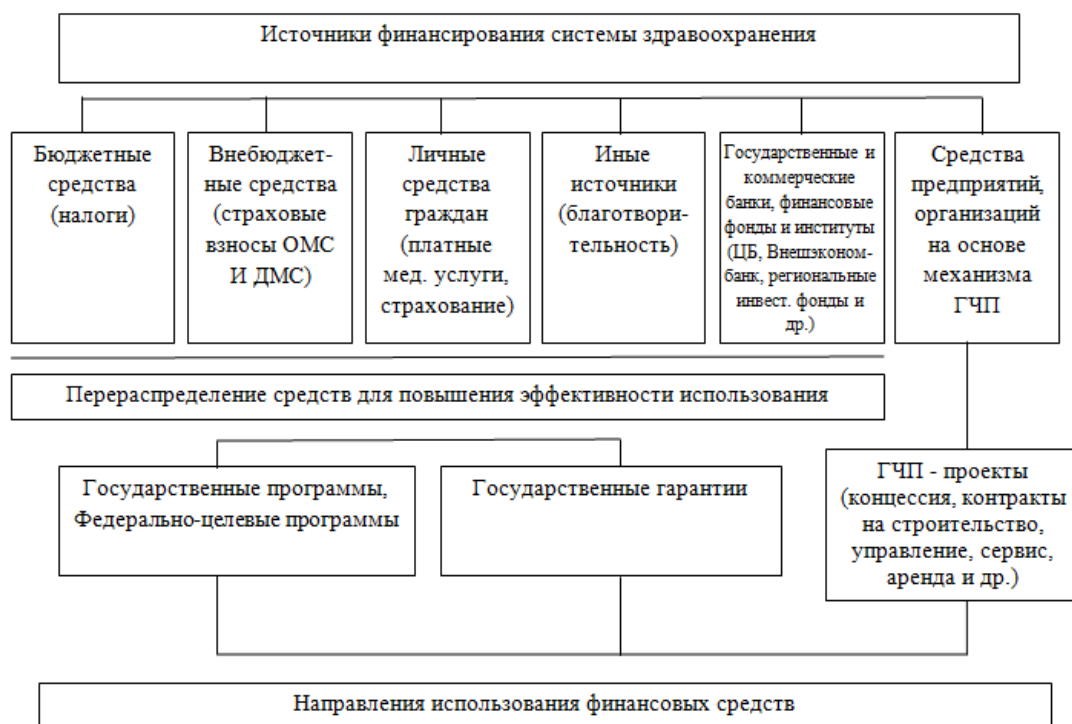 Источники финансирования системы здравоохранения
Бюджетные
средства
(налоги)
Внебюджет-
ные средства
(страховые
взносы ОМС
И ДМС)
Личные
средства
граждан
(платные
мед. услуги,
страхование)
Иные
источники
(благотвори-
тельность)
Государственные и
коммерческие
банки, финансовые
фонды и институты
(ЦБ, Внешэконом-
банк, региональные
инвест. фонды и
др.)
Средства
предприятий,
организаций
на основе
механизма
ГЧП
Перераспределение средств для повышения эффективности использования
Государственные программы,
Федерально-целевые программы
Государственные гарантии
ГЧП - проекты
(концессия, контракты
на строительство,
управление, сервис,
аренда и др.)
Направления использования финансовых средств